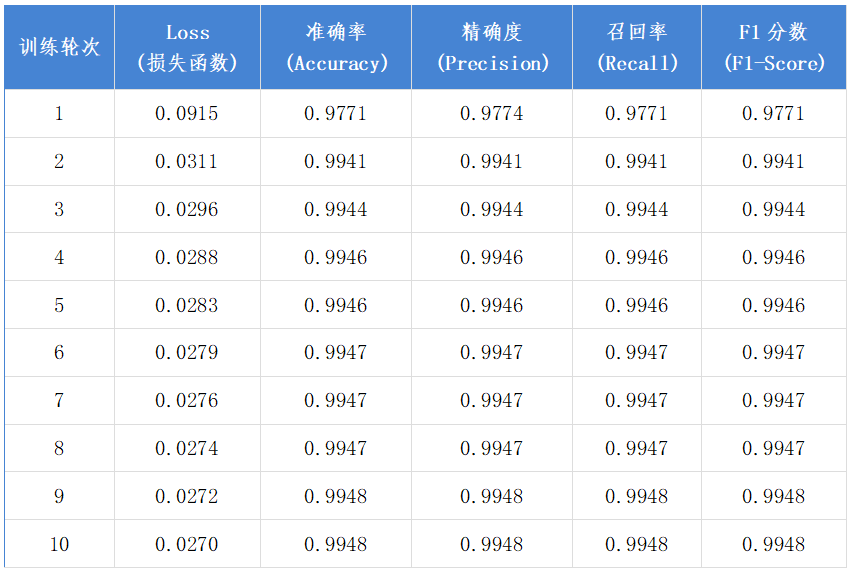 训练轮次 Loss (损失函数) 准确率 (Accuracy) 精确度 (Precision) 召回率 (Recall) F1 分数 (F1-Score)
1 0.0915 0.9771 0.9774 0.9771 0.9771
2 0.0311 0.9941 0.9941 0.9941 0.9941
3 0.0296 0.9944 0.9944 0.9944 0.9944
4 0.0288 0.9946 0.9946 0.9946 0.9946
5 0.0283 0.9946 0.9946 0.9946 0.9946
6 0.0279 0.9947 0.9947 0.9947 0.9947
7 0.0276 0.9947 0.9947 0.9947 0.9947
8 0.0274 0.9947 0.9947 0.9947 0.9947
9 0.0272 0.9948 0.9948 0.9948 0.9948
10 0.0270 0.9948 0.9948 0.9948 0.9948